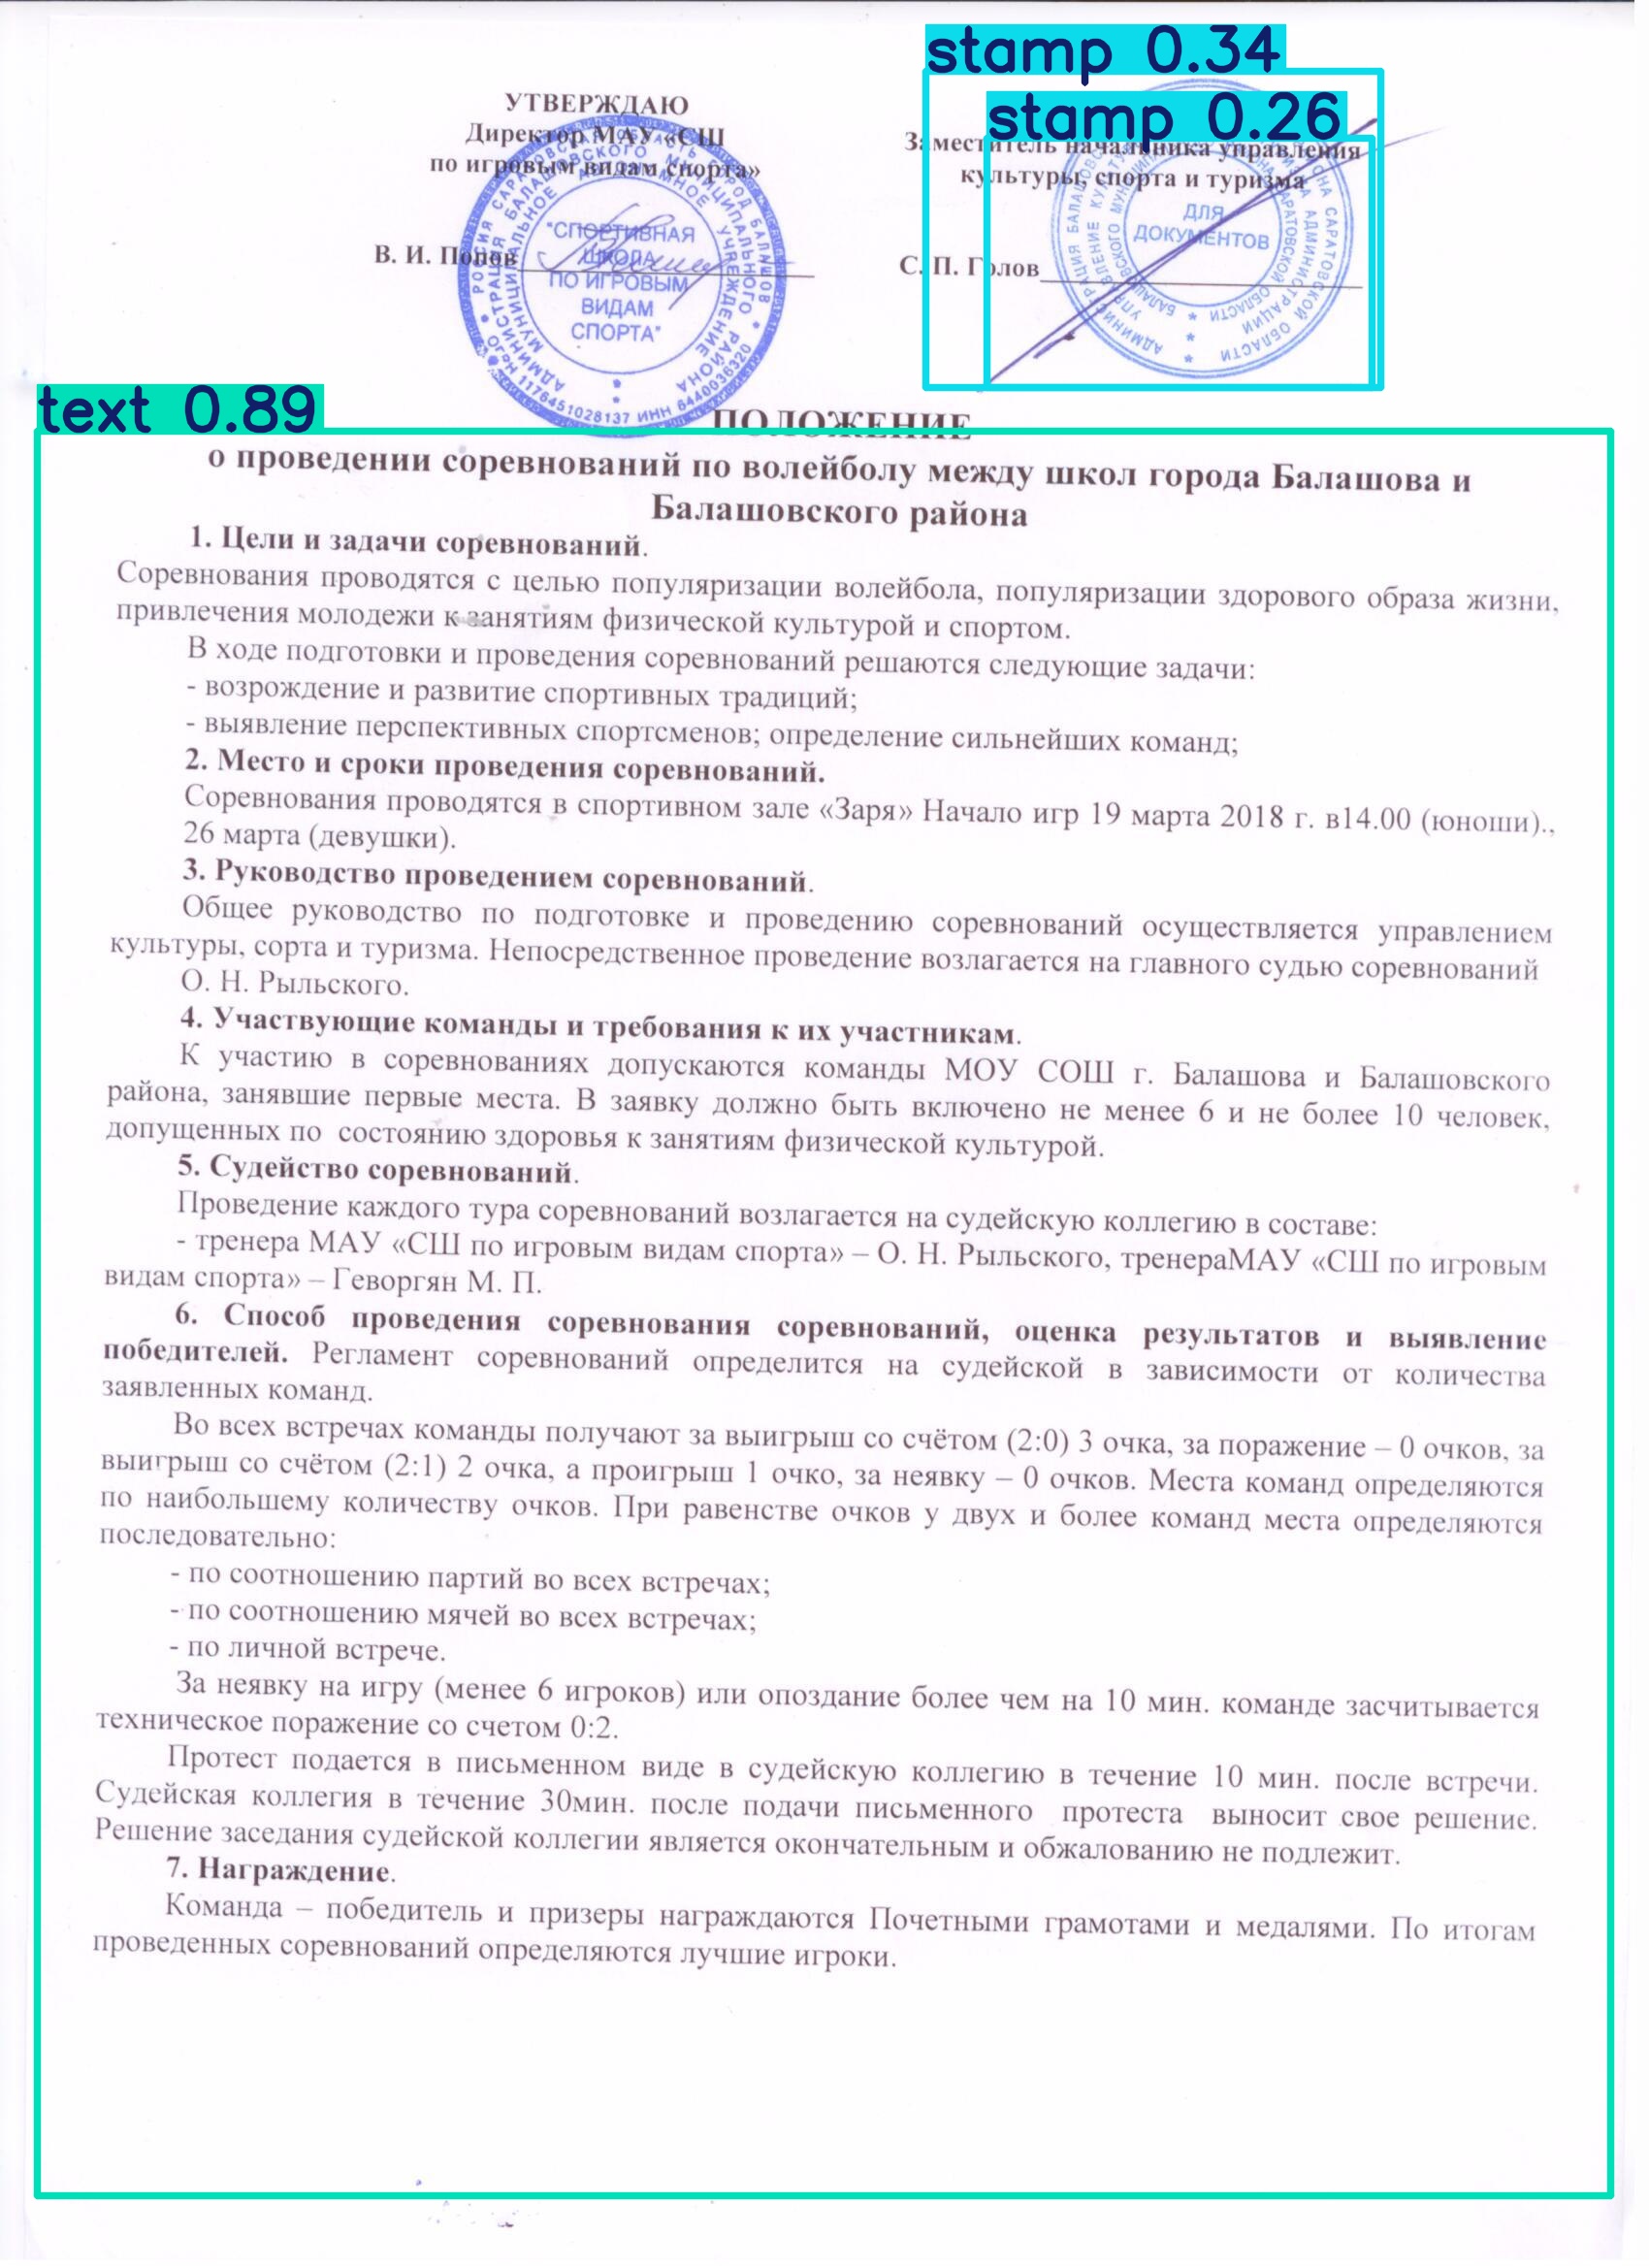 stamp 0.34
stamp 0.26
УТВЕРЖДАЮ
Директор МАУ «СШ
по игровым видам спорта»
В. И. Попов
"СПОРТИВНАЯ
ШКОЛА
ПО ИГРОВЫМ
ВИДАМ
СПОРТА"
ОГРН 1176451028137 ИНН 6440036320
Заместитель начальника управления
культуры, спорта и туризма
С. П. Голов
ДЛЯ
ДОКУМЕНТОВ
text 0.89
ПОЛОЖЕНИЕ
о проведении соревнований по волейболу между школ города Балашова и
Балашовского района
1. Цели и задачи соревнований.
Соревнования проводятся с целью популяризации волейбола, популяризации здорового образа жизни,
привлечения молодежи к занятиям физической культурой и спортом.
В ходе подготовки и проведения соревнований решаются следующие задачи:
- возрождение и развитие спортивных традиций;
- выявление перспективных спортсменов; определение сильнейших команд;
2. Место и сроки проведения соревнований.
Соревнования проводятся в спортивном зале «Заря» Начало игр 19 марта 2018 г. в14.00 (юноши).,
26 марта (девушки).
3. Руководство проведением соревнований.
Общее руководство по подготовке и проведению соревнований осуществляется управлением
культуры, сорта и туризма. Непосредственное проведение возлагается на главного судью соревнований
О. Н. Рыльского.
4. Участвующие команды и требования к их участникам.
К участию в соревнованиях допускаются команды МОУ СОШ г. Балашова и Балашовского
района, занявшие первые места. В заявку должно быть включено не менее 6 и не более 10 человек,
допущенных по состоянию здоровья к занятиям физической культурой.
5. Судейство соревнований.
Проведение каждого тура соревнований возлагается на судейскую коллегию в составе:
- тренера МАУ «СШ по игровым видам спорта» – О. Н. Рыльского, тренераМАУ «СШ по игровым
видам спорта» – Геворгян М. П.
6. Способ проведения соревнования соревнований, оценка результатов и выявление
победителей. Регламент соревнований определится на судейской в зависимости от количества
заявленных команд.
Во всех встречах команды получают за выигрыш со счётом (2:0) 3 очка, за поражение – 0 очков, за
выигрыш со счётом (2:1) 2 очка, а проигрыш 1 очко, за неявку – 0 очков. Места команд определяются
по наибольшему количеству очков. При равенстве очков у двух и более команд места определяются
последовательно:
- по соотношению партий во всех встречах;
- по соотношению мячей во всех встречах;
- по личной встрече.
За неявку на игру (менее 6 игроков) или опоздание более чем на 10 мин. команде засчитывается
техническое поражение со счетом 0:2.
Протест подается в письменном виде в судейскую коллегию в течение 10 мин. после встречи.
Судейская коллегия в течение 30мин. после подачи письменного протеста выносит свое решение.
Решение заседания судейской коллегии является окончательным и обжалованию не подлежит.
7. Награждение.
Команда – победитель и призеры награждаются Почетными грамотами и медалями. По итогам
проведенных соревнований определяются лучшие игроки.